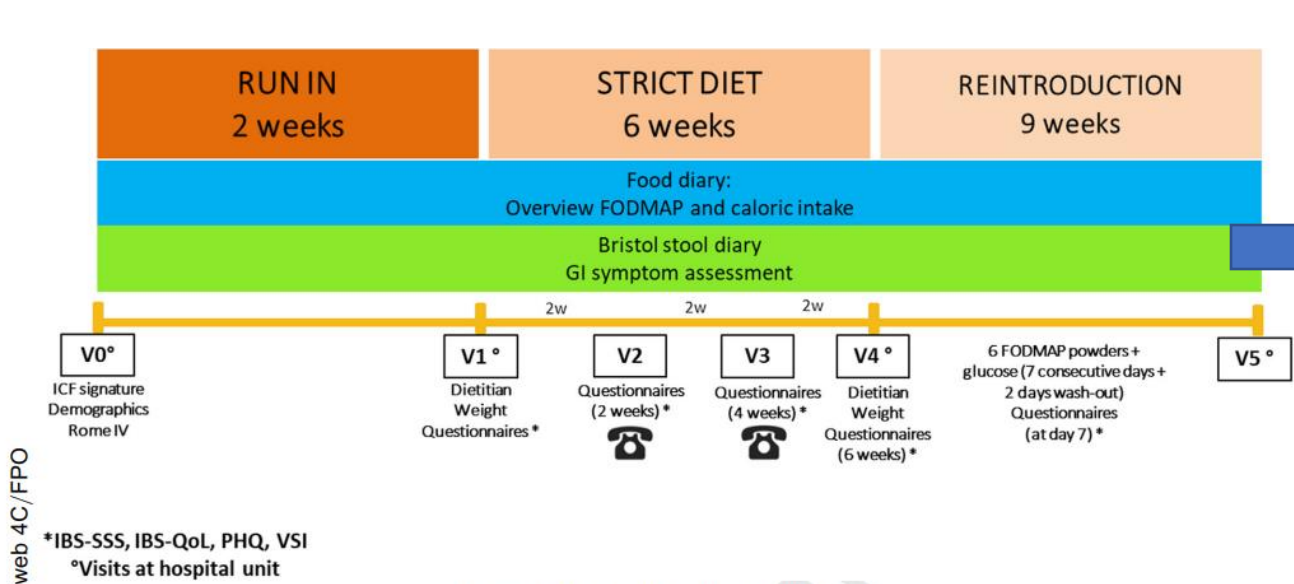 RUN IN
2 weeks
STRICT DIET
6 weeks
REINTRODUCTION
9 weeks
Food diary:
Overview FODMAP and caloric intake
Bristol stool diary
GI symptom assessment
2w
2w
2w
V0°
ICF signature
Demographics
Rome IV
V1 °
Dietitian
Weight
Questionnaires *
V2
Questionnaires
(2 weeks) *
V3
Questionnaires
(4 weeks) *
V4 °
Dietitian
Weight
Questionnaires
(6 weeks) *
6 FODMAP powders +
glucose (7 consecutive days +
2 days wash-out)
Questionnaires
(at day 7) *
V5 °
web 4C/FPO
*IBS-SSS, IBS-QoL, PHQ, VSI
°Visits at hospital unit